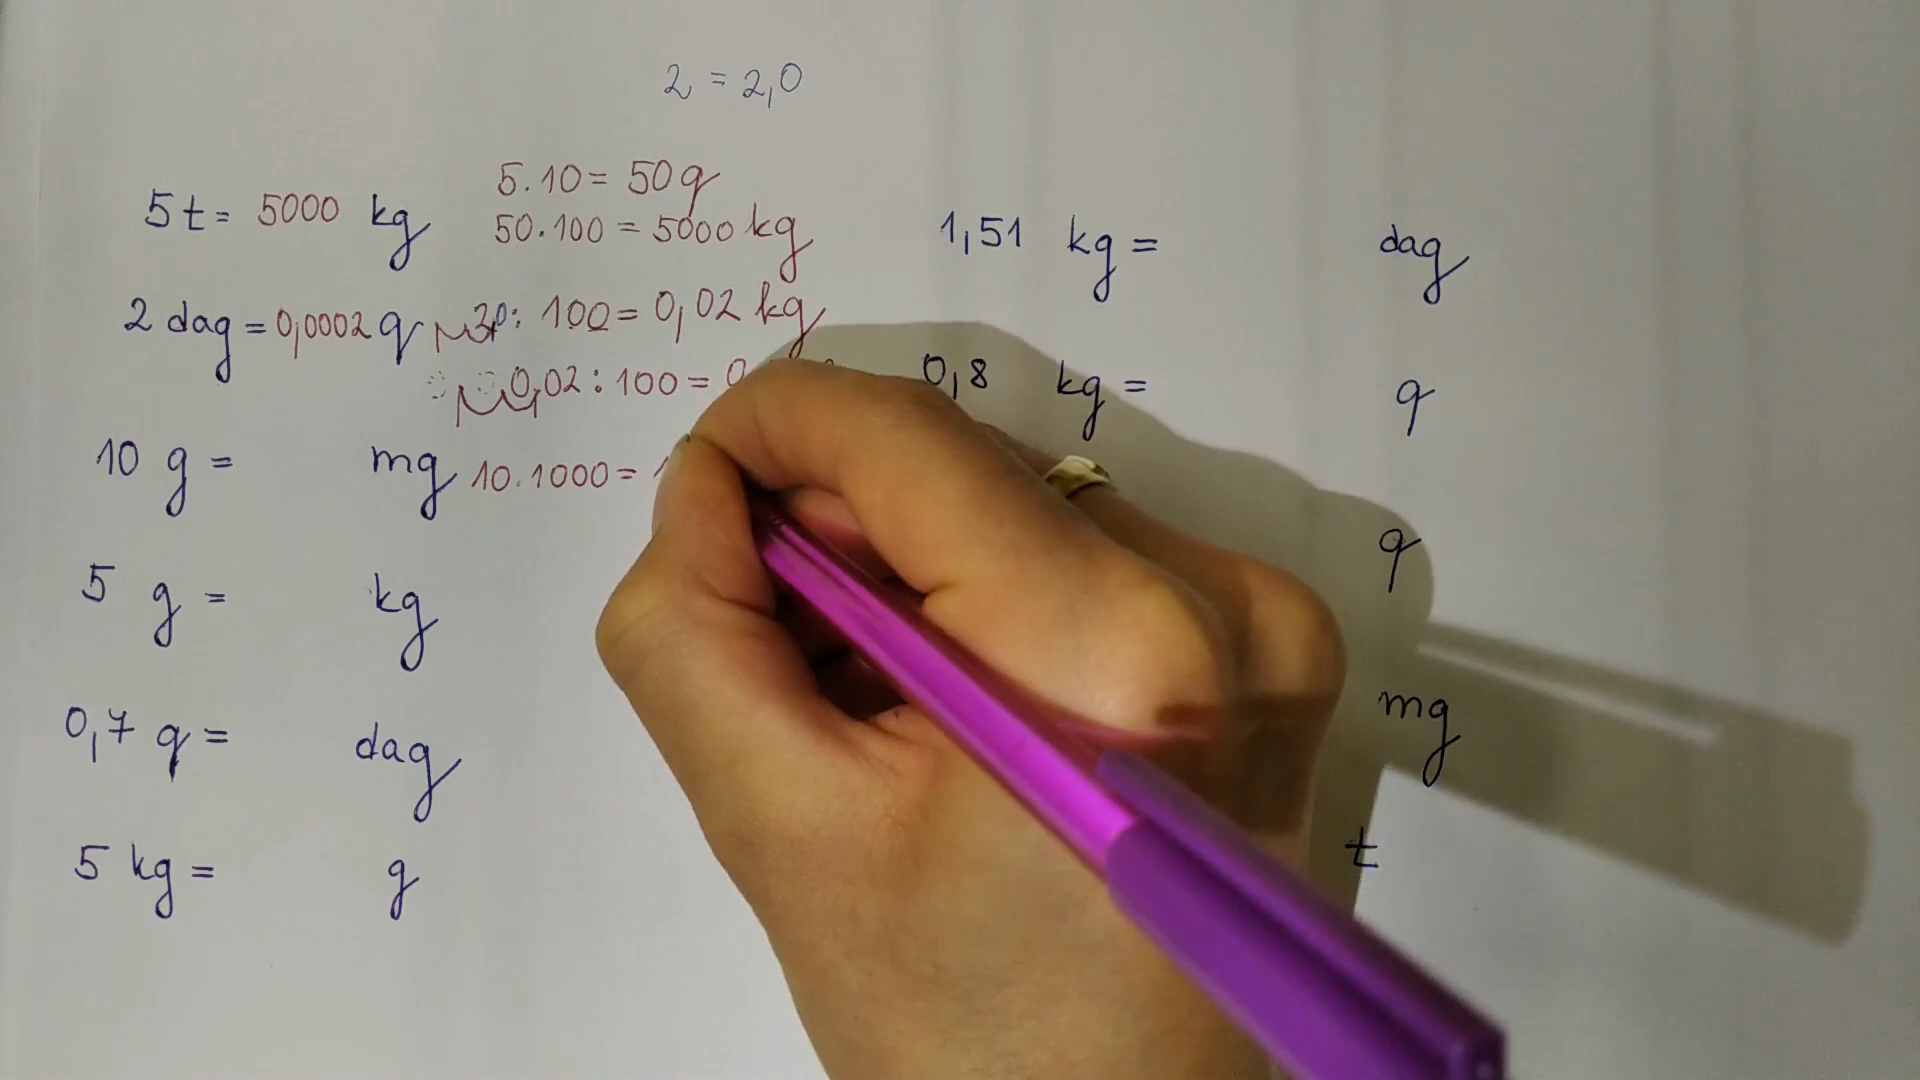 2 = 2,0
5 t = 5000 kg 5.10 = 50 q
50.100 = 5000 kg
2 dag = 0,0002 q : 100 = 0,02 kg
0,02 : 100 = 0
10 g = mg 10.1000 =
5 g = kg
0,7 q = dag
5 kg = g
1,51 kg = dag
0,8 kg = q
q
mg
t